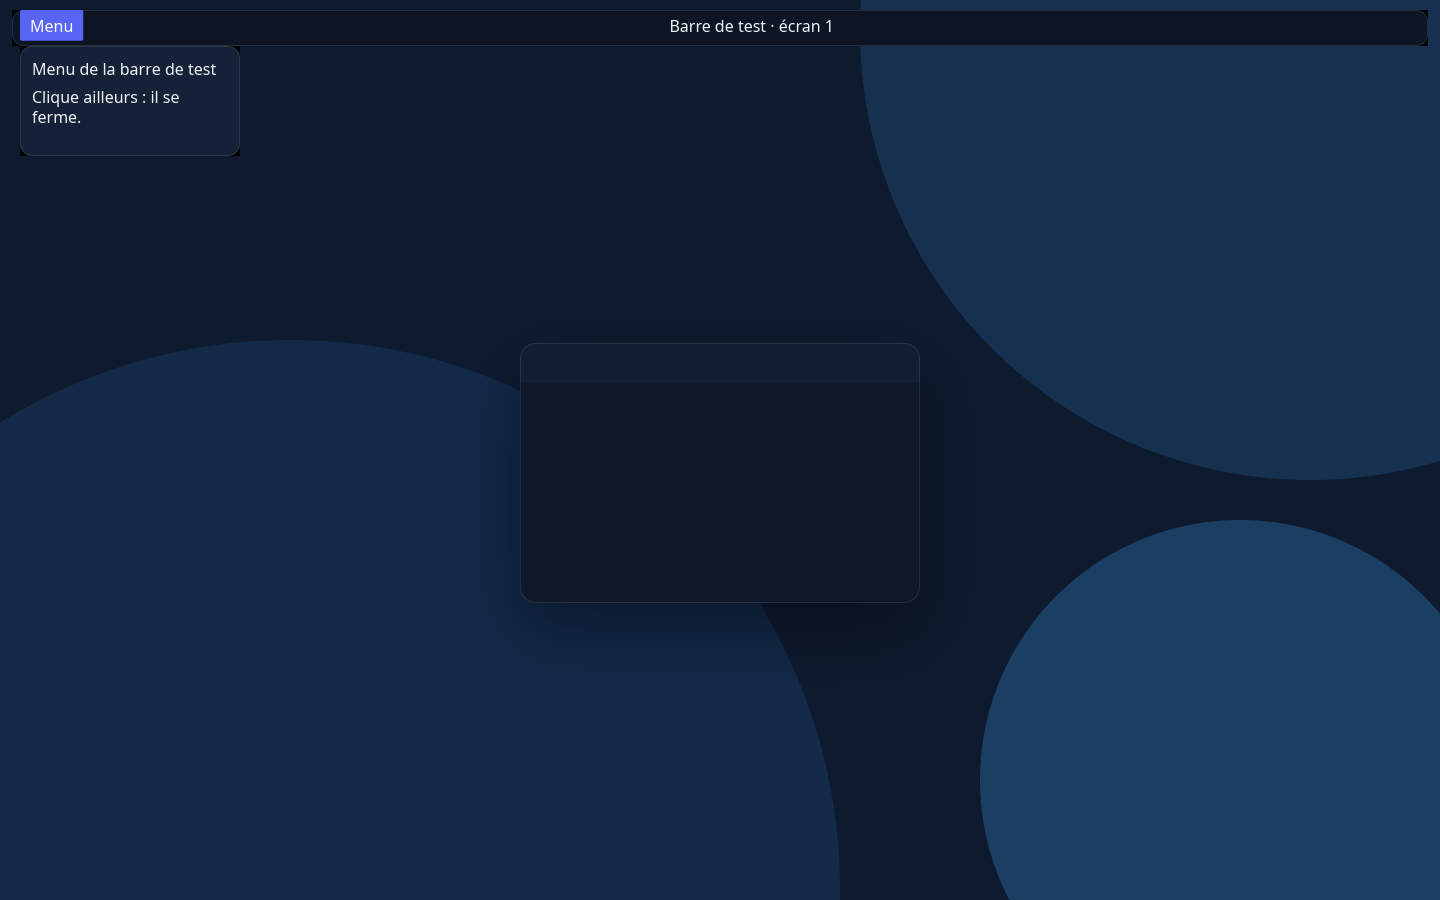 Menu
Barre de test · écran 1
Menu de la barre de test
Clique ailleurs : il se
ferme.